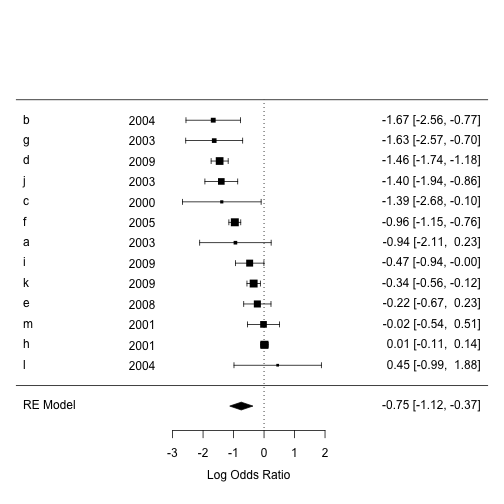 b 2004 -1.67 [-2.56, -0.77]
g 2003 -1.63 [-2.57, -0.70]
d 2009 -1.46 [-1.74, -1.18]
j 2003 -1.40 [-1.94, -0.86]
c 2000 -1.39 [-2.68, -0.10]
f 2005 -0.96 [-1.15, -0.76]
a 2003 -0.94 [-2.11, 0.23]
i 2009 -0.47 [-0.94, -0.00]
k 2009 -0.34 [-0.56, -0.12]
e 2008 -0.22 [-0.67, 0.23]
m 2001 -0.02 [-0.54, 0.51]
h 2001 0.01 [-0.11, 0.14]
l 2004 0.45 [-0.99, 1.88]
RE Model -0.75 [-1.12, -0.37]
-3 -2 -1 0 1 2
Log Odds Ratio